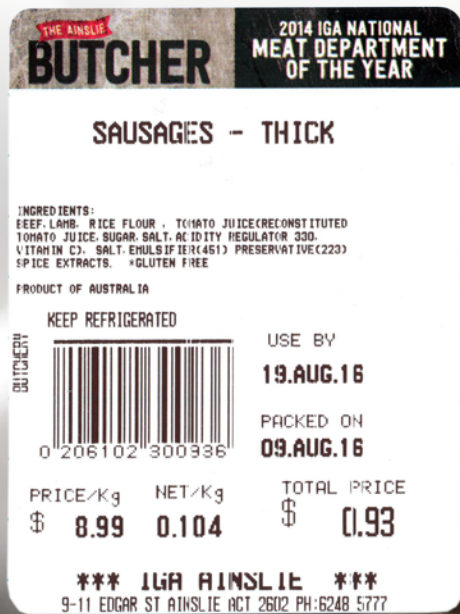 THE AINSLIE
BUTCHER
2014 IGA NATIONAL
MEAT DEPARTMENT
OF THE YEAR
SAUSAGES - THICK
INGREDIENTS:
BEEF, LAMB, RICE FLOUR , TOMATO JUICE(RECONSTITUTED
TOMATO JUICE, SUGAR, SALT, ACIDITY REGULATOR 330,
VITAMIN C), SALT, EMULSIFIER(451) PRESERVATIVE(223)
SPICE EXTRACTS. *GLUTEN FREE
PRODUCT OF AUSTRALIA
KEEP REFRIGERATED
BUTCHERY
0 206102 300936
USE BY
19.AUG.16
PACKED ON
09.AUG.16
PRICE/Kg NET/Kg TOTAL PRICE
$ 8.99 0.104 $ 0.93
*** IGA AINSLIE ***
9-11 EDGAR ST AINSLIE ACT 2602 PH:6248 5777